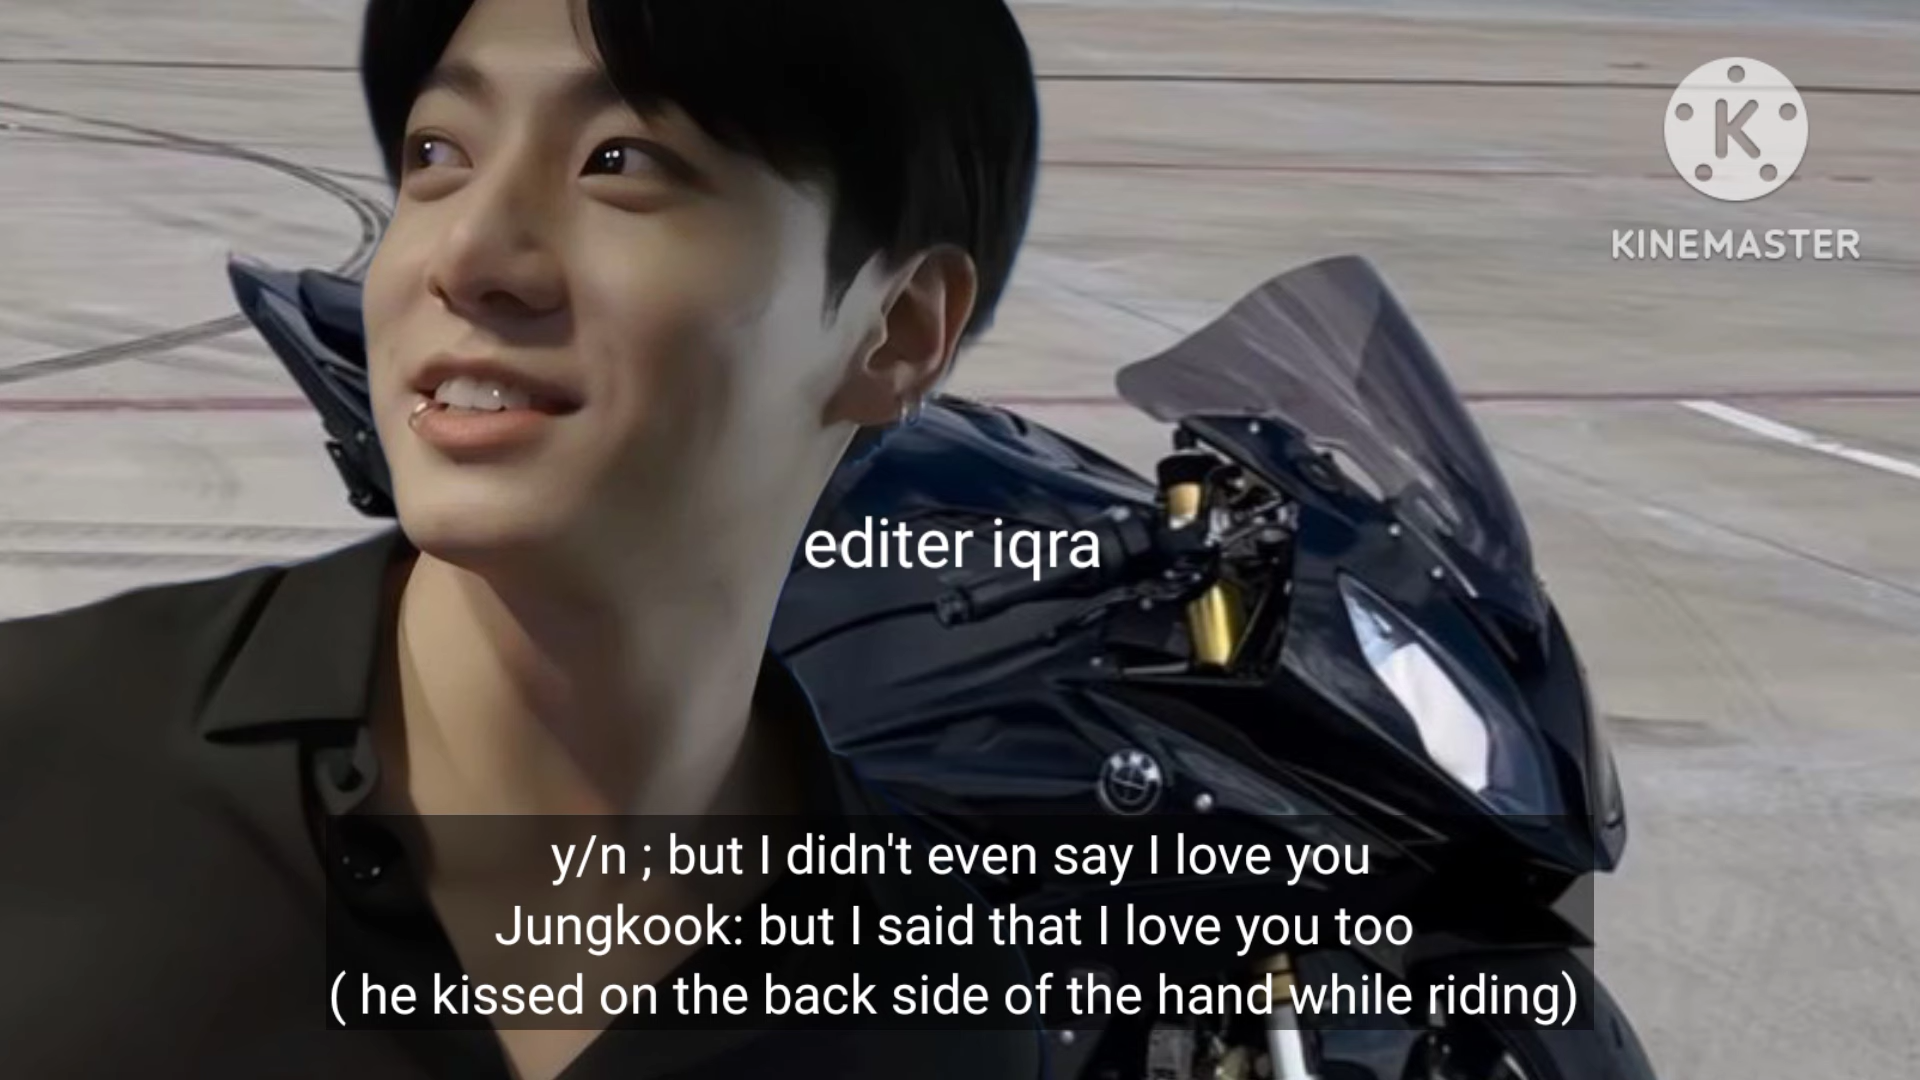 K
KINEMASTER
editer iqra
y/n ; but I didn't even say I love you
Jungkook: but I said that I love you too
( he kissed on the back side of the hand while riding)